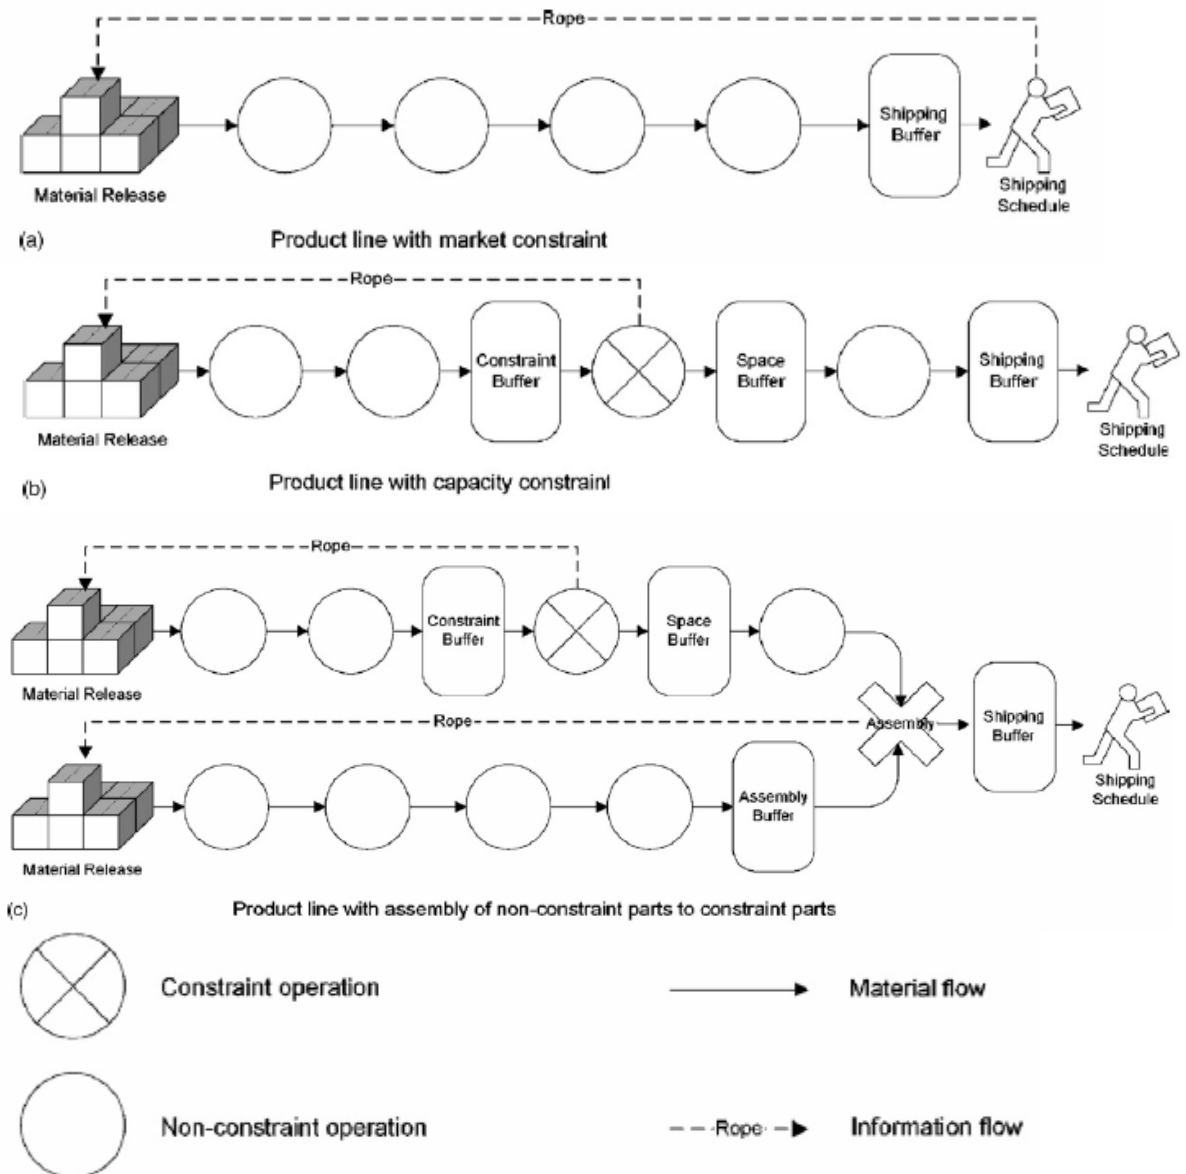 Rope
Shipping
Buffer
Material Release
Shipping
Schedule
(a)
Product line with market constraint
Rope
Constraint
Buffer
Space
Buffer
Shipping
Buffer
Material Release
Shipping
Schedule
(b)
Product line with capacity constraint
Rope
Constraint
Buffer
Space
Buffer
Material Release
Rope
Assembly
Shipping
Buffer
Shipping
Schedule
Assembly
Buffer
Material Release
(c)
Product line with assembly of non-constraint parts to constraint parts
Constraint operation
Material flow
Non-constraint operation
Rope
Information flow